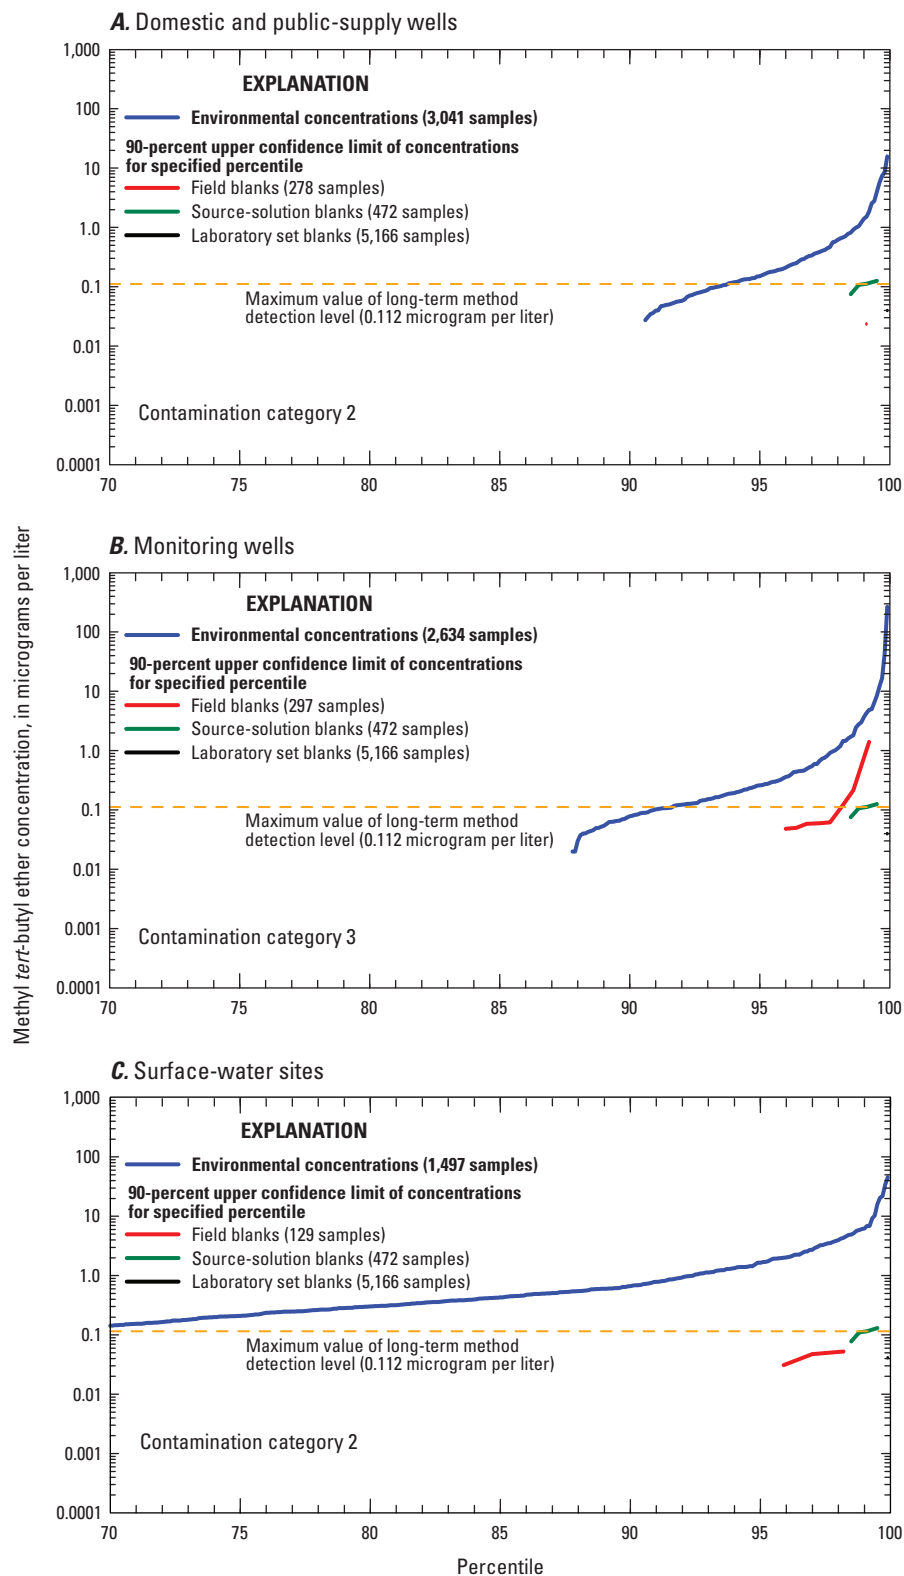 A. Domestic and public-supply wells
1,000
100
10
1.0
0.1
0.01
0.001
0.0001
EXPLANATION
Environmental concentrations (3,041 samples)
90-percent upper confidence limit of concentrations
for specified percentile
Field blanks (278 samples)
Source-solution blanks (472 samples)
Laboratory set blanks (5,166 samples)
Maximum value of long-term method
detection level (0.112 microgram per liter)
Contamination category 2
70 75 80 85 90 95 100
Methyl tert-butyl ether concentration, in micrograms per liter
B. Monitoring wells
1,000
100
10
1.0
0.1
0.01
0.001
0.0001
EXPLANATION
Environmental concentrations (2,634 samples)
90-percent upper confidence limit of concentrations
for specified percentile
Field blanks (297 samples)
Source-solution blanks (472 samples)
Laboratory set blanks (5,166 samples)
Maximum value of long-term method
detection level (0.112 microgram per liter)
Contamination category 3
70 75 80 85 90 95 100
C. Surface-water sites
1,000
100
10
1.0
0.1
0.01
0.001
0.0001
EXPLANATION
Environmental concentrations (1,497 samples)
90-percent upper confidence limit of concentrations
for specified percentile
Field blanks (129 samples)
Source-solution blanks (472 samples)
Laboratory set blanks (5,166 samples)
Maximum value of long-term method
detection level (0.112 microgram per liter)
Contamination category 2
70 75 80 85 90 95 100
Percentile